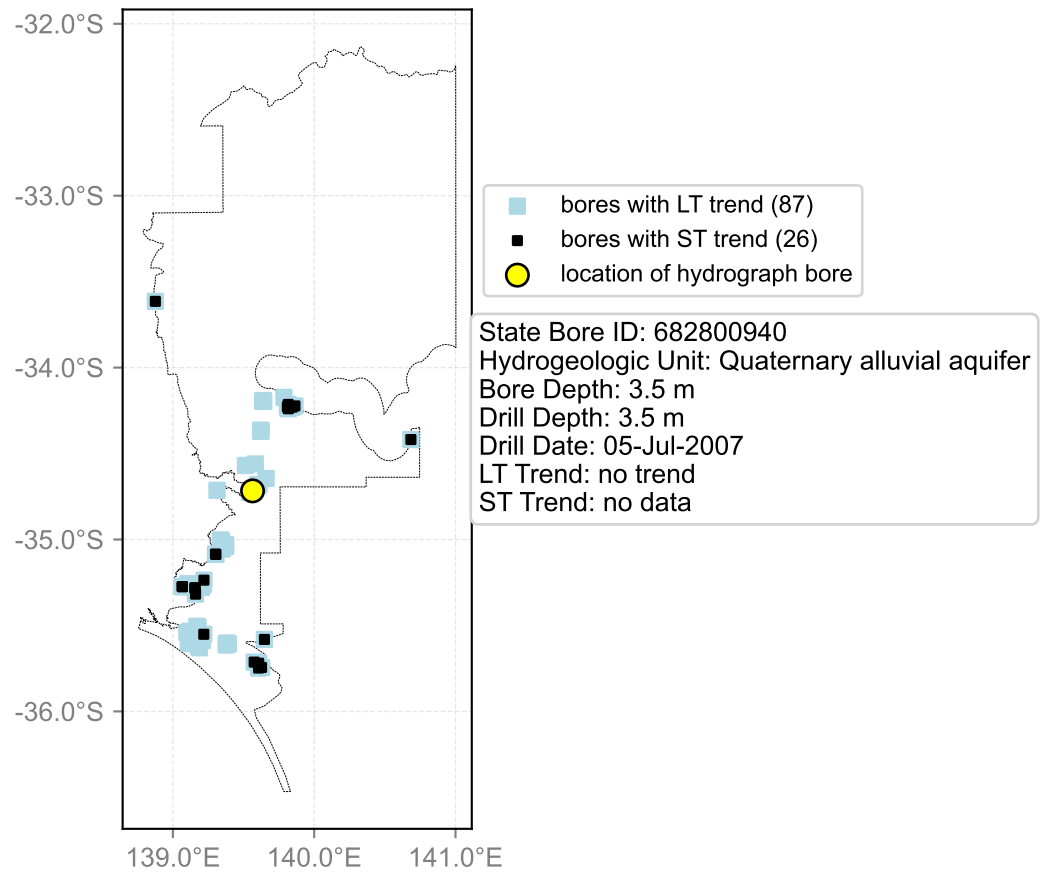 -32.0°S
-33.0°S
-34.0°S
-35.0°S
-36.0°S
139.0°E 140.0°E 141.0°E
bores with LT trend (87)
bores with ST trend (26)
location of hydrograph bore
State Bore ID: 682800940
Hydrogeologic Unit: Quaternary alluvial aquifer
Bore Depth: 3.5 m
Drill Depth: 3.5 m
Drill Date: 05-Jul-2007
LT Trend: no trend
ST Trend: no data